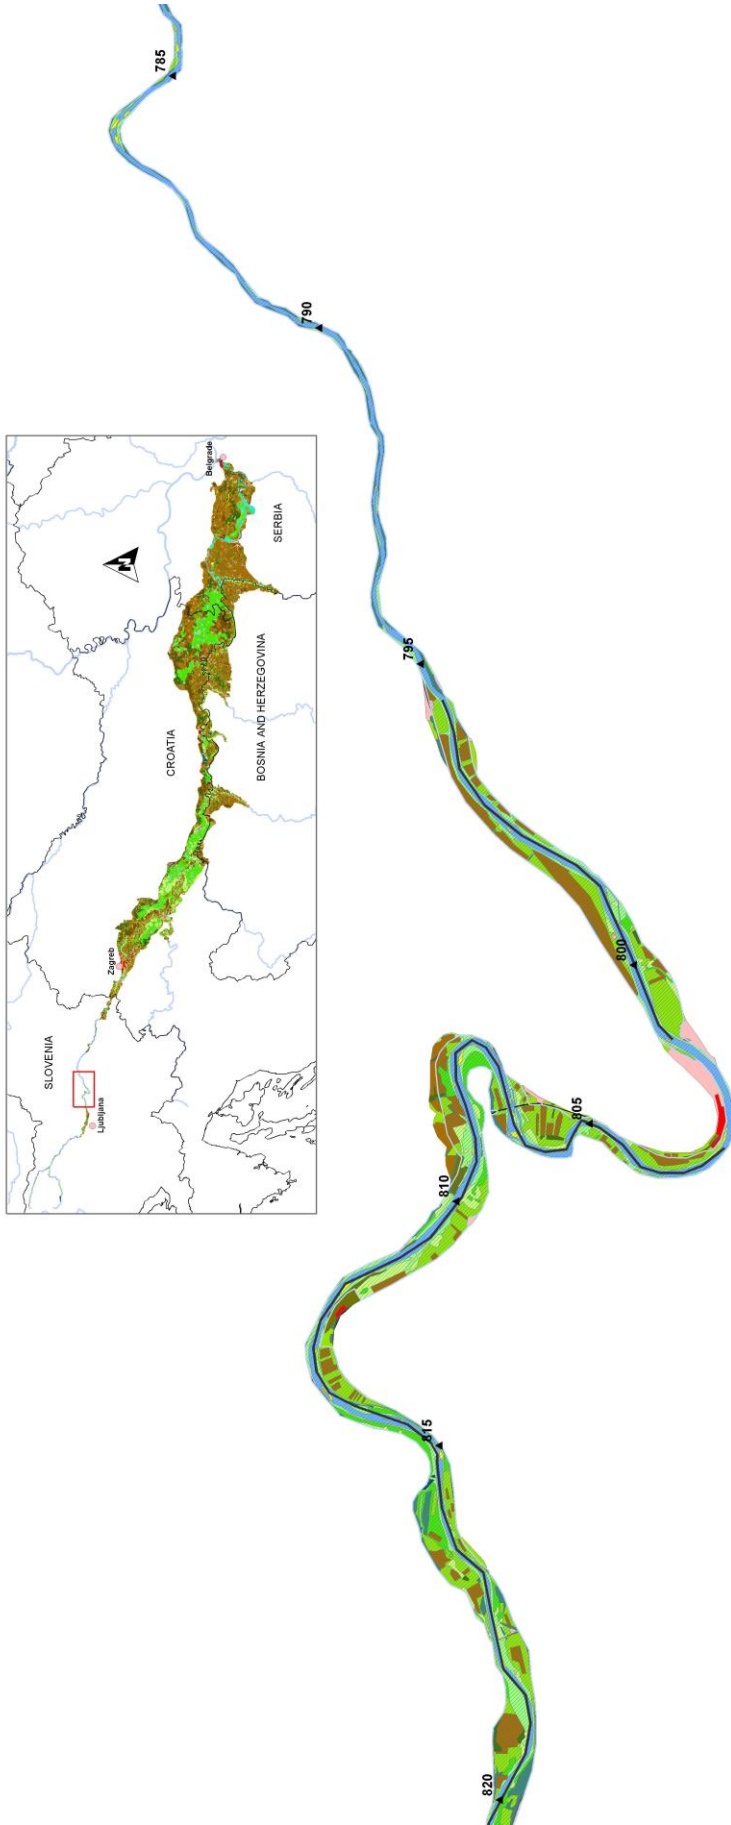 785
790
795
800
805
810
815
820
SLOVENIA
Ljubljana
Zagreb
CROATIA
BOSNIA AND HERZEGOVINA
Belgrade
SERBIA
N